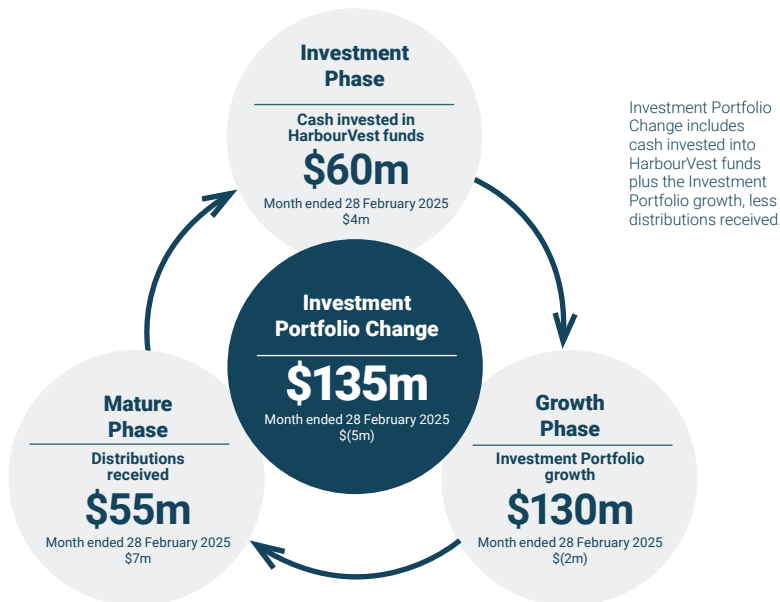 Investment
Phase
Cash invested in
HarbourVest funds
$60m
Month ended 28 February 2025
$4m
Investment Portfolio
Change includes
cash invested into
HarbourVest funds
plus the Investment
Portfolio growth, less
distributions received.
Investment
Portfolio Change
$135m
Month ended 28 February 2025
$(5m)
Mature
Phase
Distributions
received
$55m
Month ended 28 February 2025
$7m
Growth
Phase
Investment Portfolio
growth
$130m
Month ended 28 February 2025
$(2m)